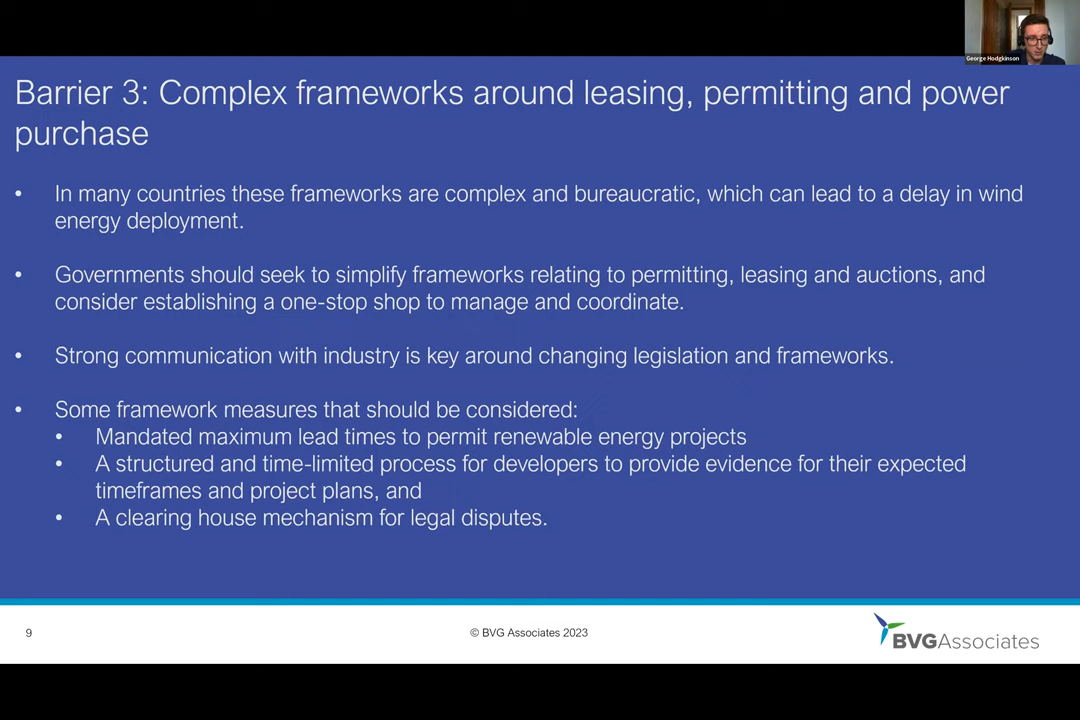 George Hodgkinson
Barrier 3: Complex frameworks around leasing, permitting and power
purchase
• In many countries these frameworks are complex and bureaucratic, which can lead to a delay in wind
energy deployment.
• Governments should seek to simplify frameworks relating to permitting, leasing and auctions, and
consider establishing a one-stop shop to manage and coordinate.
• Strong communication with industry is key around changing legislation and frameworks.
• Some framework measures that should be considered:
• Mandated maximum lead times to permit renewable energy projects
• A structured and time-limited process for developers to provide evidence for their expected
timeframes and project plans, and
• A clearing house mechanism for legal disputes.
9
© BVG Associates 2023
BVGAssociates